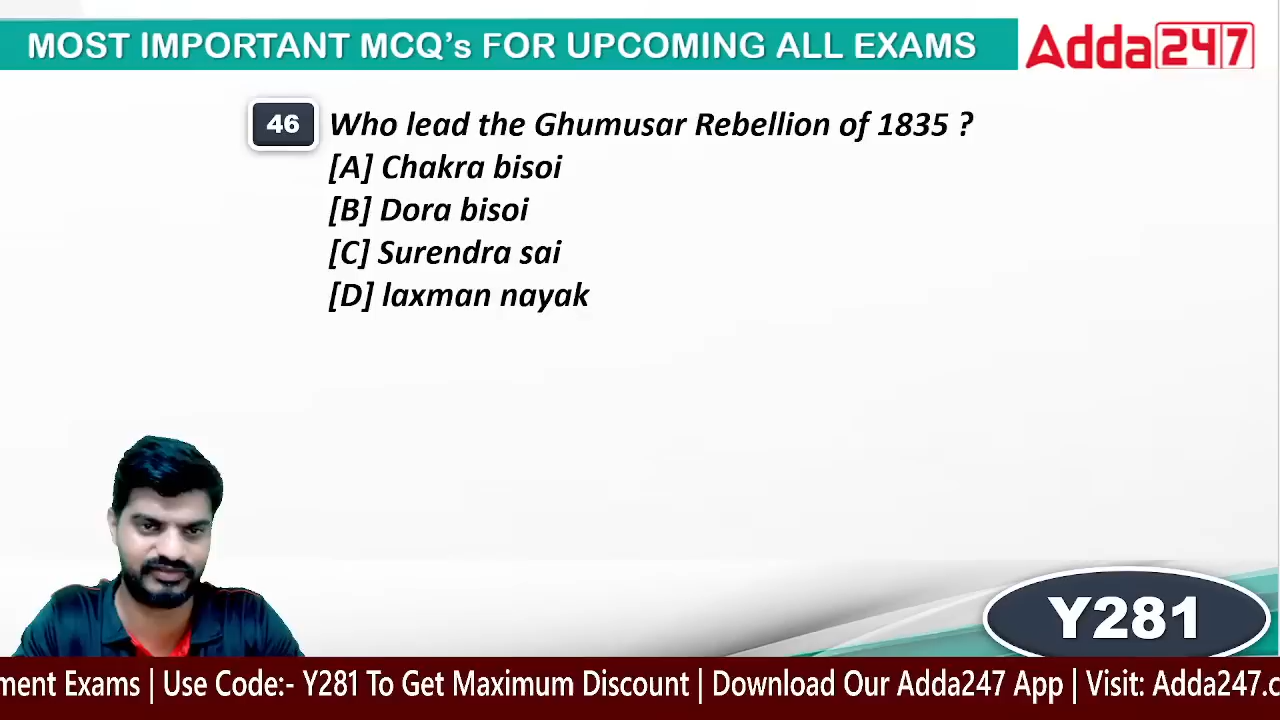 MOST IMPORTANT MCQ's FOR UPCOMING ALL EXAMS
Adda247
46 Who lead the Ghumusar Rebellion of 1835 ?
[A] Chakra bisoi
[B] Dora bisoi
[C] Surendra sai
[D] laxman nayak
Y281
ment Exams | Use Code:- Y281 To Get Maximum Discount | Download Our Adda247 App | Visit: Adda247.c